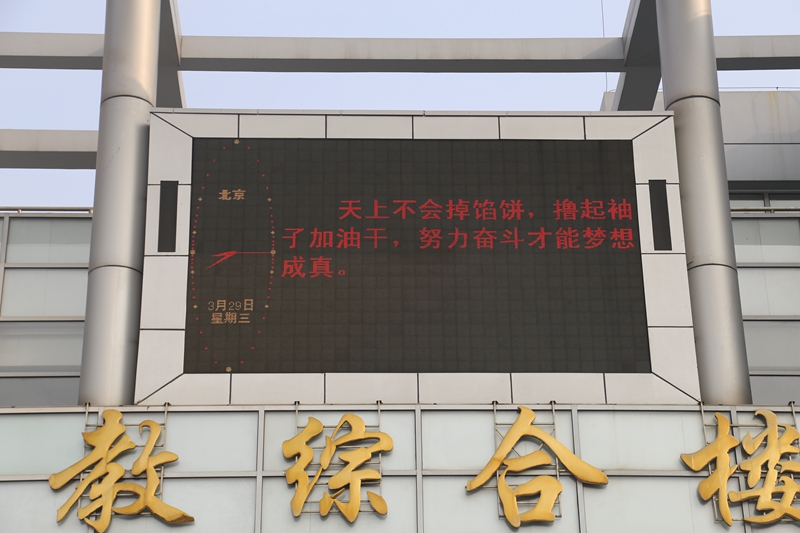 北京
3月29日
星期三
天上不会掉馅饼，撸起袖
子加油干，努力奋斗才能梦想
成真。
教综合楼